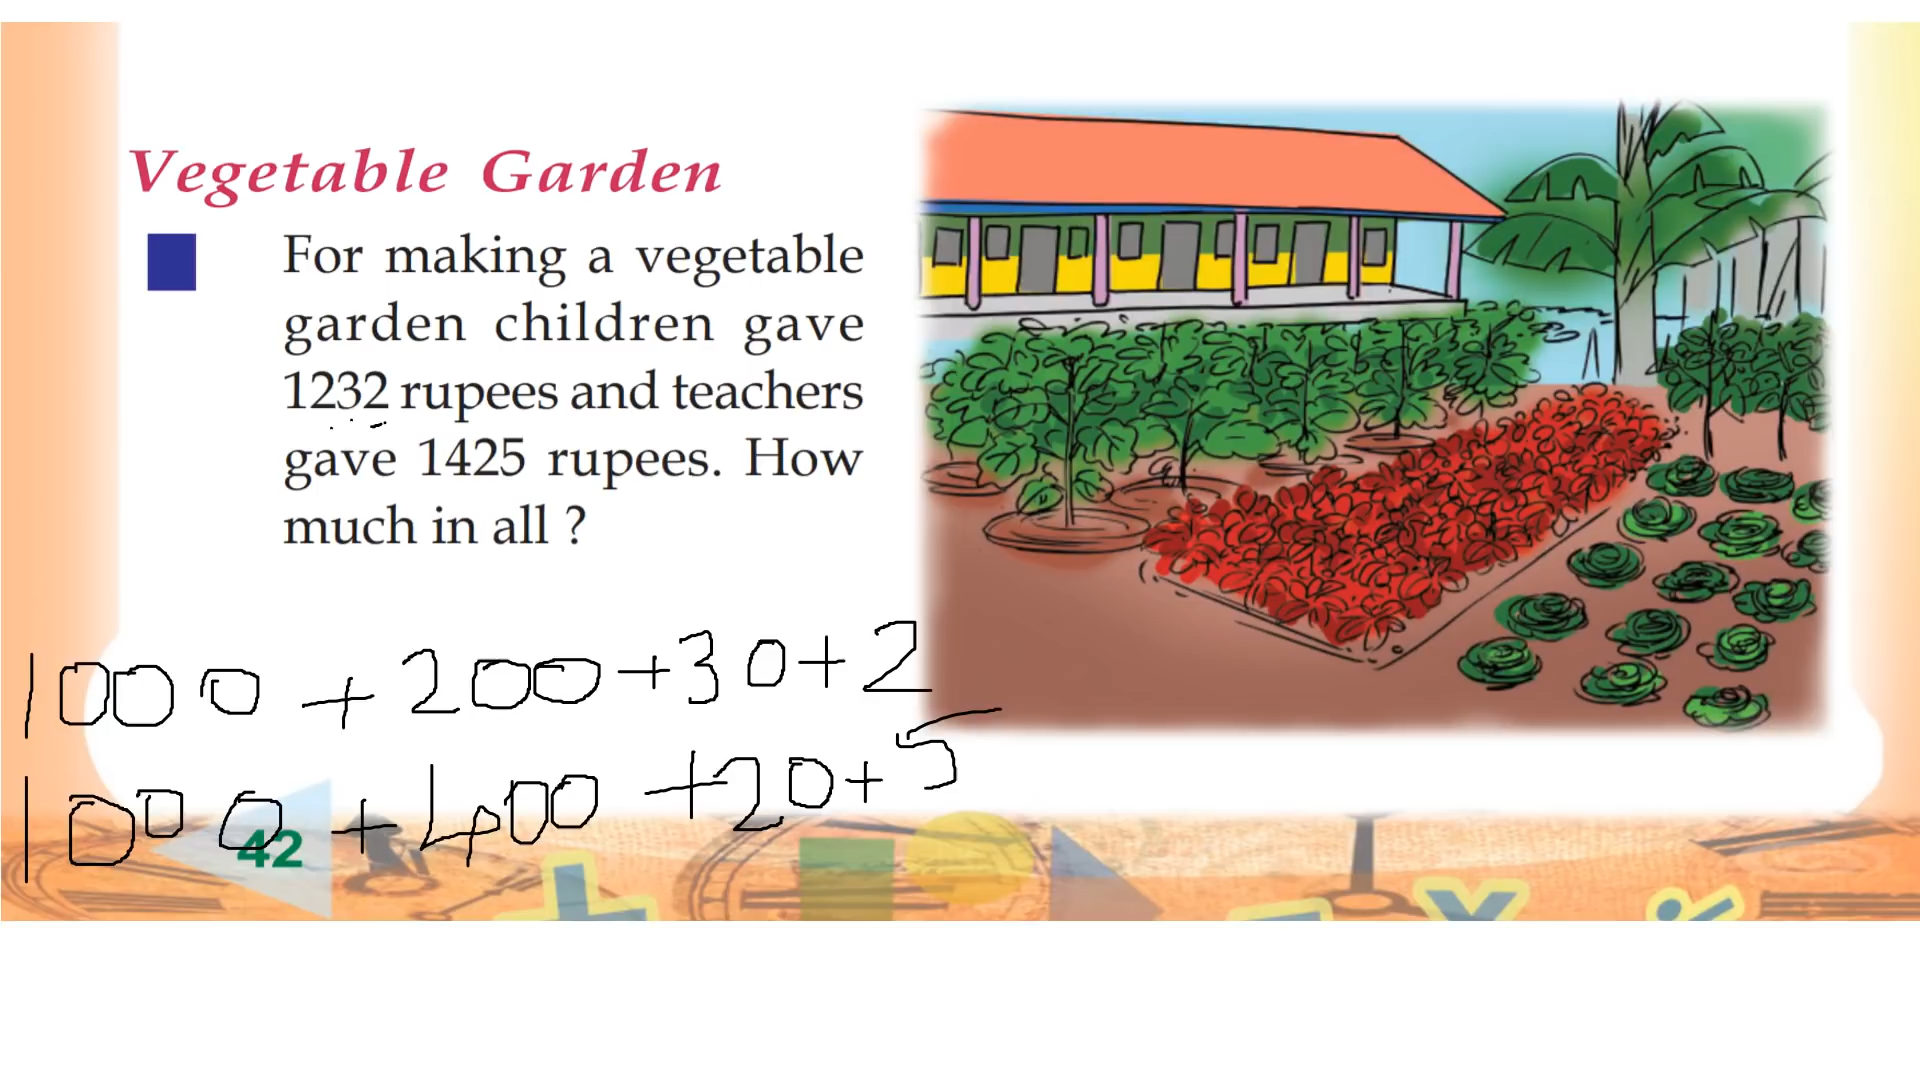 Vegetable Garden
For making a vegetable
garden children gave
1232 rupees and teachers
gave 1425 rupees. How
much in all ?
1000 + 200 + 30 + 2
1000 + 400 + 20 + 5
42